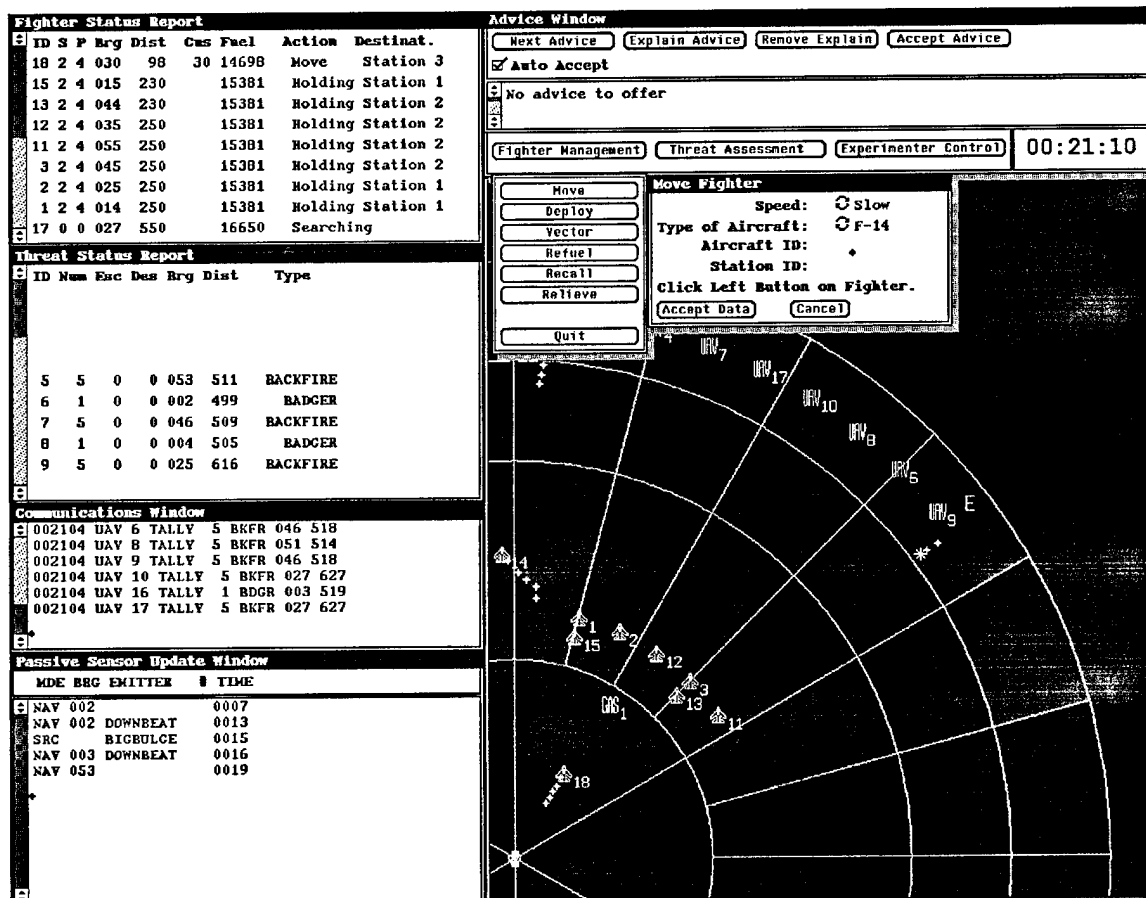 Fighter Status Report
ID S P Brg Dist Cus Fuel Action Destinat.
18 2 4 030 98 30 14698 Move Station 3
15 2 4 015 230 15381 Holding Station 1
13 2 4 044 230 15381 Holding Station 2
12 2 4 035 250 15381 Holding Station 2
11 2 4 055 250 15381 Holding Station 2
3 2 4 045 250 15381 Holding Station 2
2 2 4 025 250 15381 Holding Station 1
1 2 4 014 250 15381 Holding Station 1
17 0 0 027 550 16650 Searching
Threat Status Report
ID Num Esc Des Brg Dist Type
5 5 0 0 053 511 BACKFIRE
6 1 0 0 002 499 BADGER
7 5 0 0 046 509 BACKFIRE
8 1 0 0 004 505 BADGER
9 5 0 0 025 616 BACKFIRE
Communications Window
002104 UAV 6 TALLY 5 BKFR 046 518
002104 UAV 8 TALLY 5 BKFR 051 514
002104 UAV 9 TALLY 5 BKFR 046 518
002104 UAV 10 TALLY 5 BKFR 027 627
002104 UAV 16 TALLY 1 BDGR 003 519
002104 UAV 17 TALLY 5 BKFR 027 627
Passive Sensor Update Window
MDE BRG EMITTER # TIME
NAV 002 0007
NAV 002 DOWNBEAT 0013
SRC BIGBULGE 0015
NAV 003 DOWNBEAT 0016
NAV 053 0019
Advice Window
Next Advice Explain Advice Remove Explain Accept Advice
Auto Accept
No advice to offer
Fighter Management Threat Assessment Experimenter Control 00:21:10
Move
Deploy
Vector
Refuel
Recall
Relieve
Quit
Move Fighter
Speed: Slow
Type of Aircraft: F-14
Aircraft ID:
Station ID:
Click Left Button on Fighter.
Accept Data Cancel
4
UAV7
UAV17
UAV10
UAV8
UAV6
UAV9 E
14
1
15
2
12
3
13
11
GAS1
18